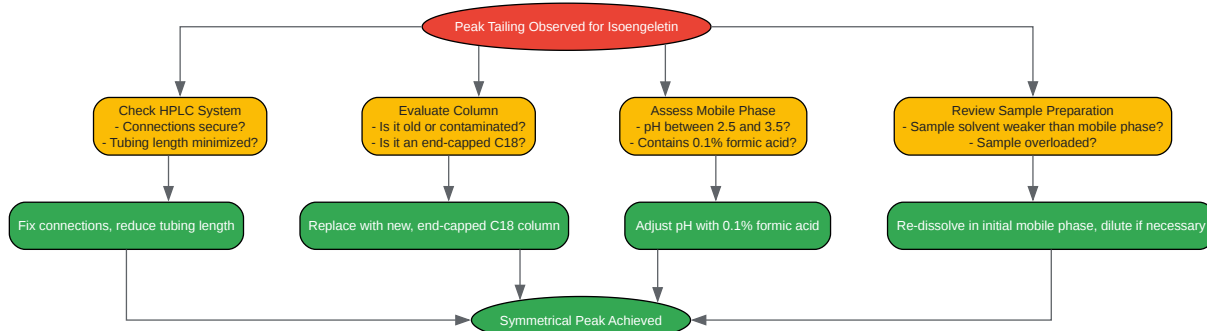 Peak Tailing Observed for Isoengeletin
Check HPLC System
- Connections secure?
- Tubing length minimized?
Evaluate Column
- Is it old or contaminated?
- Is it an end-capped C18?
Assess Mobile Phase
- pH between 2.5 and 3.5?
- Contains 0.1% formic acid?
Review Sample Preparation
- Sample solvent weaker than mobile phase?
- Sample overloaded?
Fix connections, reduce tubing length
Replace with new, end-capped C18 column
Adjust pH with 0.1% formic acid
Re-dissolve in initial mobile phase, dilute if necessary
Symmetrical Peak Achieved